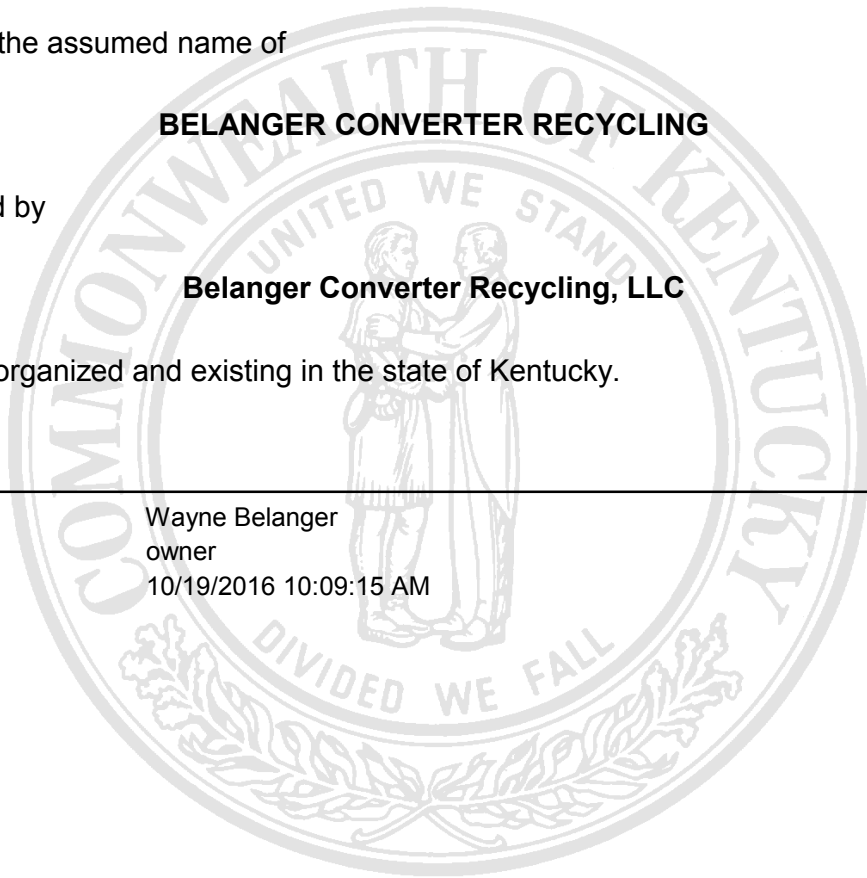 the assumed name of
BELANGER CONVERTER RECYCLING
d by
Belanger Converter Recycling, LLC
organized and existing in the state of Kentucky.
Wayne Belanger
owner
10/19/2016 10:09:15 AM
COMMONWEALTH OF KENTUCKY
UNITED WE STAND
DIVIDED WE FALL